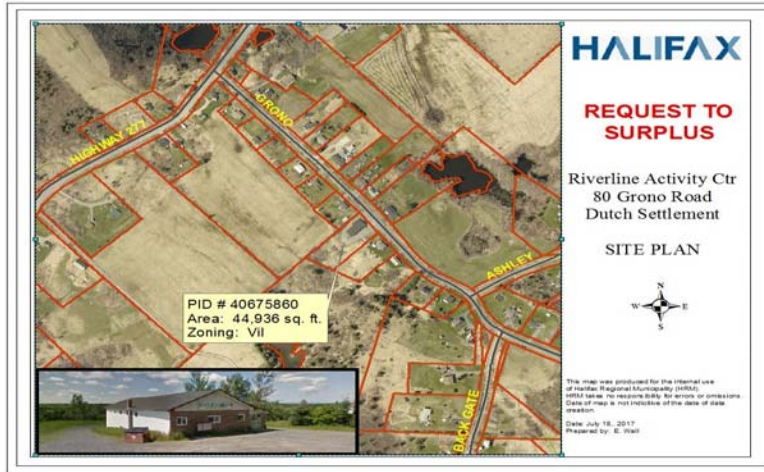 HALIFAX
REQUEST TO
SURPLUS
Riverline Activity Ctr
80 Grono Road
Dutch Settlement
SITE PLAN
N
W E
S
This map was produced for the internal use
of Halifax Regional Municipality (HRM).
HRM takes no responsibility for errors or omissions.
Date of map is not indicitive of the date of data
creation.
Date: July 18, 2017
Prepared by: E. Wall
HIGHWAY 277
GRONO
ASHLEY
BACK GATE
PID # 40675860
Area: 44,936 sq. ft.
Zoning: Vil